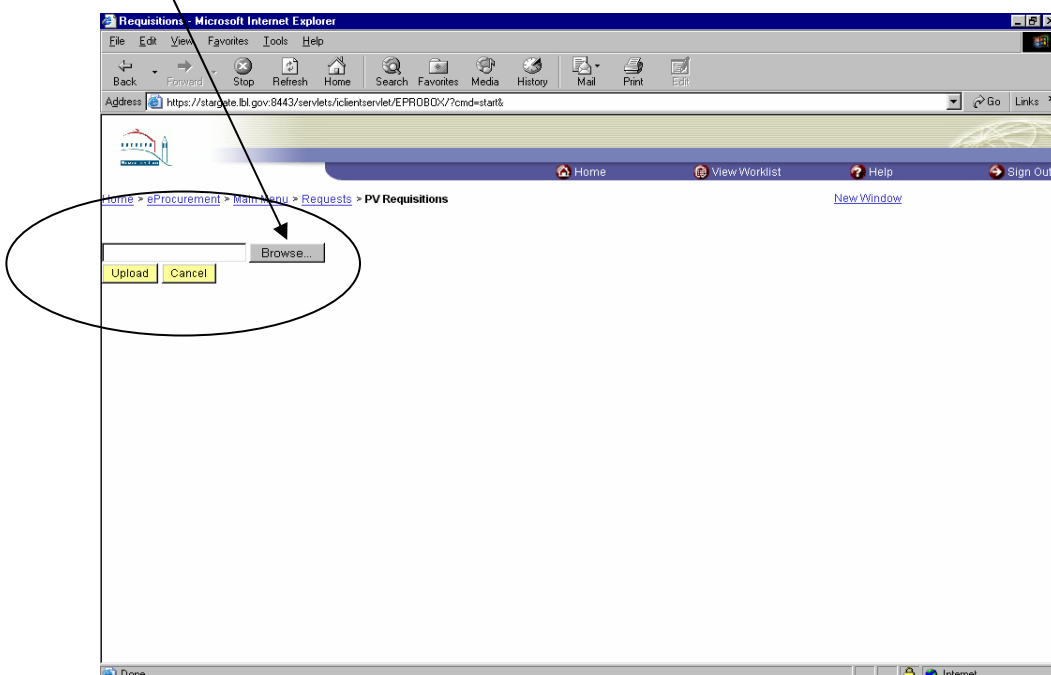 Requisitions - Microsoft Internet Explorer
File Edit View Favorites Tools Help
Back Forward Stop Refresh Home Search Favorites Media History Mail Print Edit
Address https://stargate.lbl.gov:8443/servlets/iclientservlet/EPROBOX/?cmd=start& Go Links
Home View Worklist Help Sign Out
Home > eProcurement > Main Menu > Requests > PV Requisitions New Window
Browse...
Upload Cancel
Done Internet